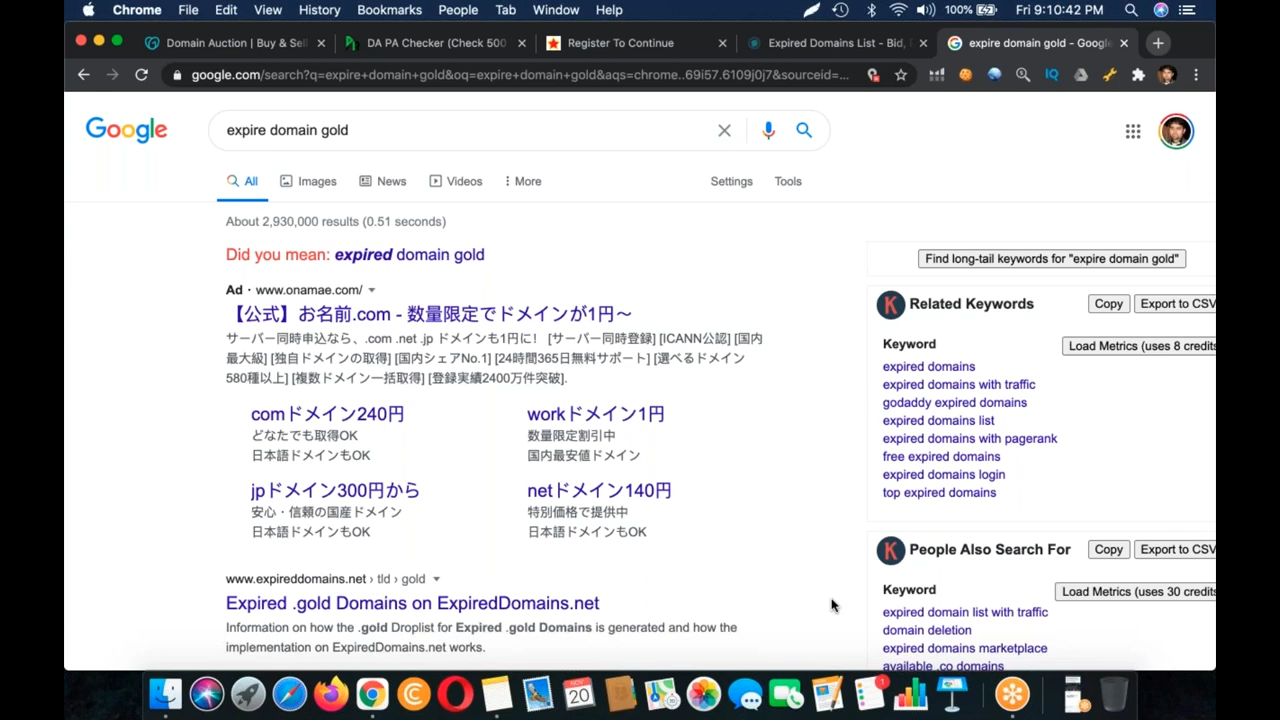 Chrome File Edit View History Bookmarks People Tab Window Help 100% Fri 9:10:42 PM
Domain Auction | Buy & Sell DA PA Checker (Check 500 Register To Continue Expired Domains List - Bid, expire domain gold - Google
google.com/search?q=expire+domain+gold&oq=expire+domain+gold&aqs=chrome..69i57.6109j0j7&sourceid=... IQ
Google expire domain gold
All Images News Videos More Settings Tools
About 2,930,000 results (0.51 seconds)
Did you mean: expired domain gold
Find long-tail keywords for "expire domain gold"
Ad · www.onamae.com/
【公式】お名前.com - 数量限定でドメインが1円〜
サーバー同時申込なら、.com .net .jp ドメインも1円に! [サーバー同時登録] [ICANN公認] [国内
最大級] [独自ドメインの取得] [国内シェアNo.1] [24時間365日無料サポート] [選べるドメイン
580種以上] [複数ドメイン一括取得] [登録実績2400万件突破].
comドメイン240円
どなたでも取得OK
日本語ドメインもOK
workドメイン1円
数量限定割引中
国内最安値ドメイン
jpドメイン300円から
安心・信頼の国産ドメイン
日本語ドメインもOK
netドメイン140円
特別価格で提供中
日本語ドメインもOK
www.expireddomains.net › tld › gold
Expired .gold Domains on ExpiredDomains.net
Information on how the .gold Droplist for Expired .gold Domains is generated and how the
implementation on ExpiredDomains.net works.
K Related Keywords Copy Export to CSV
Keyword Load Metrics (uses 8 credits
expired domains
expired domains with traffic
godaddy expired domains
expired domains list
expired domains with pagerank
free expired domains
expired domains login
top expired domains
K People Also Search For Copy Export to CSV
Keyword Load Metrics (uses 30 credits
expired domain list with traffic
domain deletion
expired domains marketplace
available .co domains
NOV
20
1